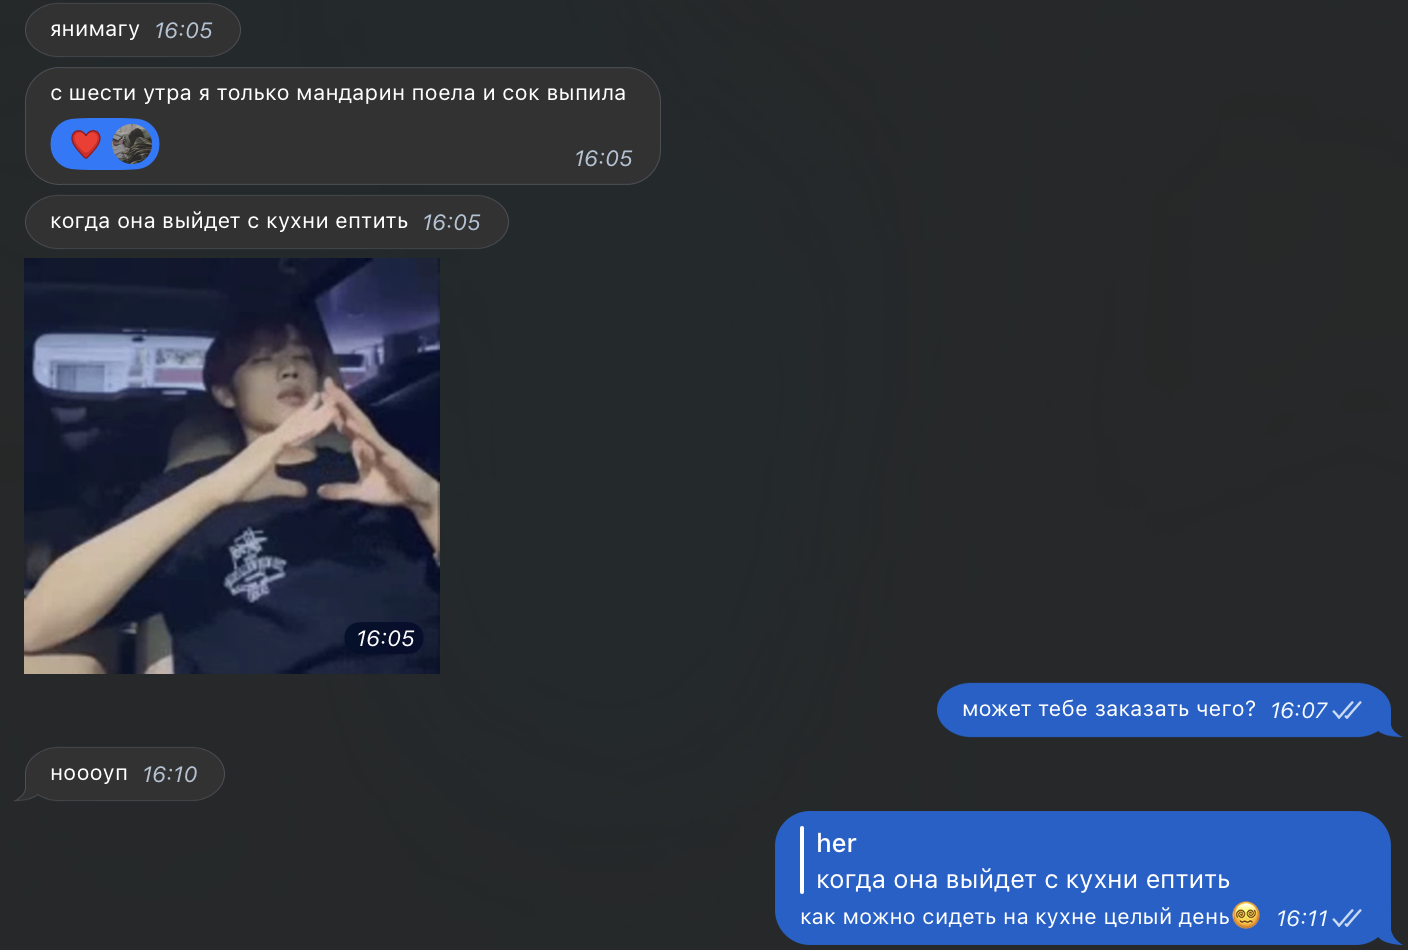 янимагу 16:05
с шести утра я только мандарин поела и сок выпила
16:05
когда она выйдет с кухни ептить 16:05
16:05
может тебе заказать чего? 16:07
ноооуп 16:10
her
когда она выйдет с кухни ептить
как можно сидеть на кухне целый день😵‍💫 16:11